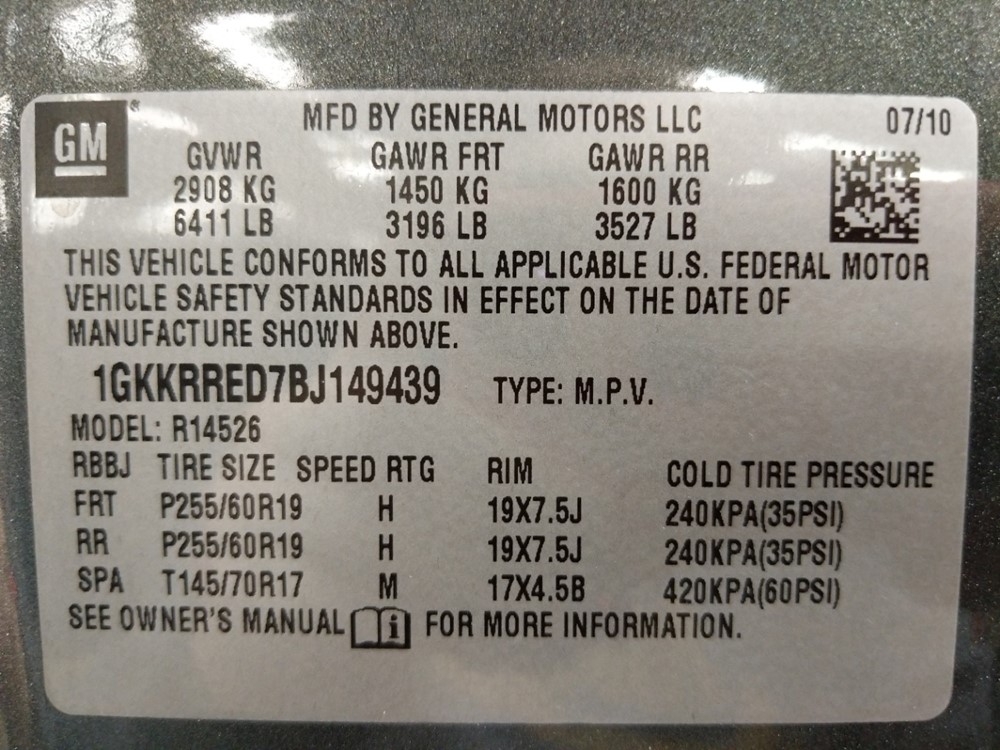 GM
MFD BY GENERAL MOTORS LLC 07/10
GVWR GAWR FRT GAWR RR
2908 KG 1450 KG 1600 KG
6411 LB 3196 LB 3527 LB
THIS VEHICLE CONFORMS TO ALL APPLICABLE U.S. FEDERAL MOTOR
VEHICLE SAFETY STANDARDS IN EFFECT ON THE DATE OF
MANUFACTURE SHOWN ABOVE.
1GKKRRED7BJ149439 TYPE: M.P.V.
MODEL: R14526
RBBJ TIRE SIZE SPEED RTG RIM COLD TIRE PRESSURE
FRT P255/60R19 H 19X7.5J 240KPA(35PSI)
RR P255/60R19 H 19X7.5J 240KPA(35PSI)
SPA T145/70R17 M 17X4.5B 420KPA(60PSI)
SEE OWNER'S MANUAL i FOR MORE INFORMATION.